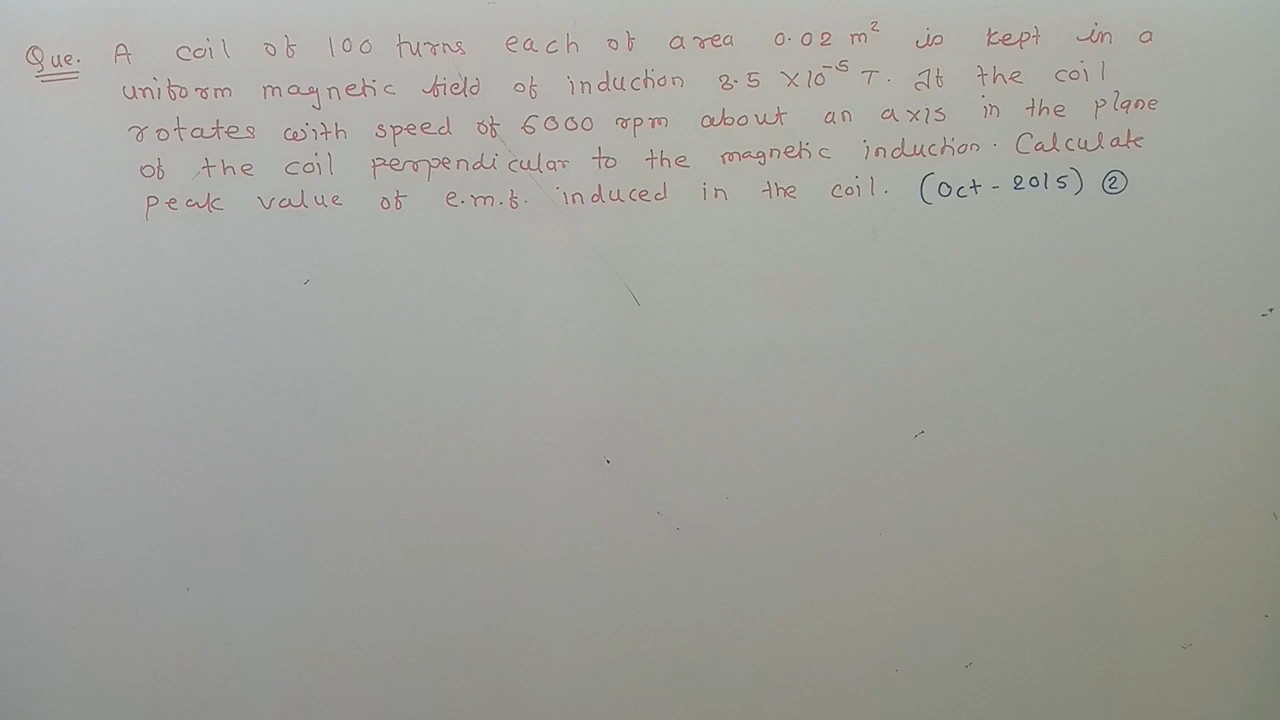 Que. A coil of 100 turns each of area 0.02 m² is kept in a
uniform magnetic field of induction 3.5 ×10⁻⁵ T. If the coil
rotates with speed of 6000 rpm about an axis in the plane
of the coil perpendicular to the magnetic induction. Calculate
peak value of e.m.f. induced in the coil. (Oct - 2015) ②